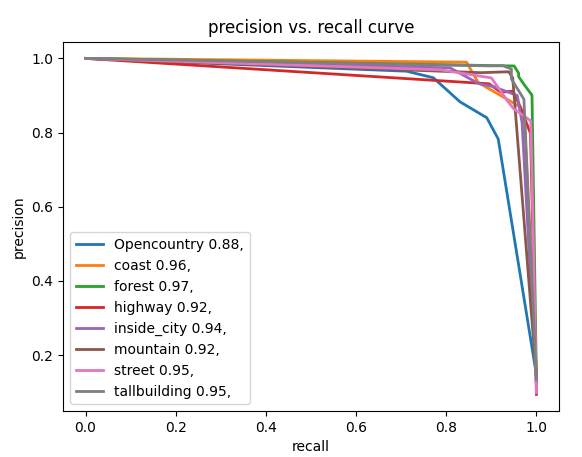 precision vs. recall curve
1.0
0.8
0.6
0.4
0.2
precision
Opencountry 0.88,
coast 0.96,
forest 0.97,
highway 0.92,
inside_city 0.94,
mountain 0.92,
street 0.95,
tallbuilding 0.95,
0.0 0.2 0.4 0.6 0.8 1.0
recall